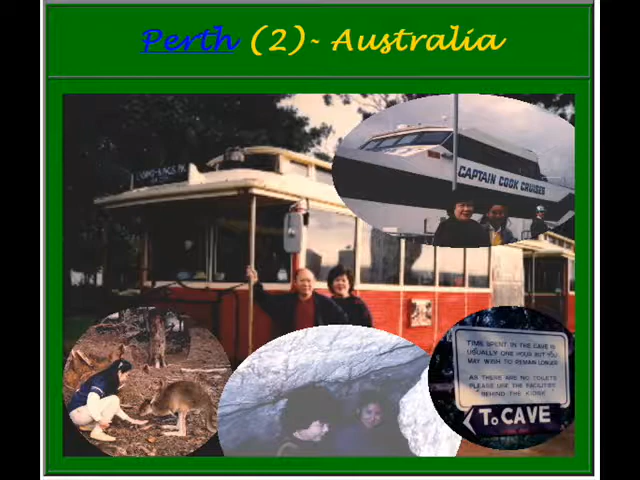 Perth (2)- Australia
CAPTAIN COOK CRUISES
TIME SPENT IN THE CAVE IS
USUALLY ONE HOUR BUT YOU
MAY WISH TO REMAIN LONGER
AS THERE ARE NO TOILETS
PLEASE USE THE FACILITIES
BEHIND THE KIOSK
TO CAVE